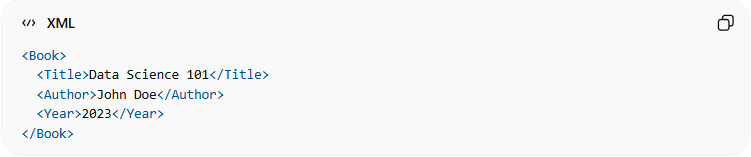 XML
<Book>
  <Title>Data Science 101</Title>
  <Author>John Doe</Author>
  <Year>2023</Year>
</Book>